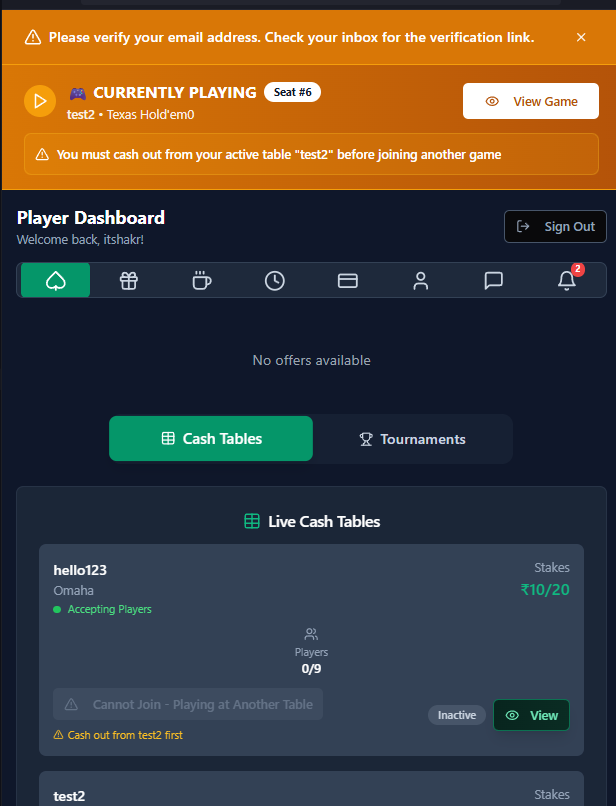 Please verify your email address. Check your inbox for the verification link.
CURRENTLY PLAYING Seat #6
test2 • Texas Hold'em0
View Game
You must cash out from your active table "test2" before joining another game
Player Dashboard
Welcome back, itshakr!
Sign Out
2
No offers available
Cash Tables
Tournaments
Live Cash Tables
hello123
Stakes
Omaha
₹10/20
Accepting Players
Players
0/9
Cannot Join - Playing at Another Table
Inactive
View
Cash out from test2 first
test2
Stakes